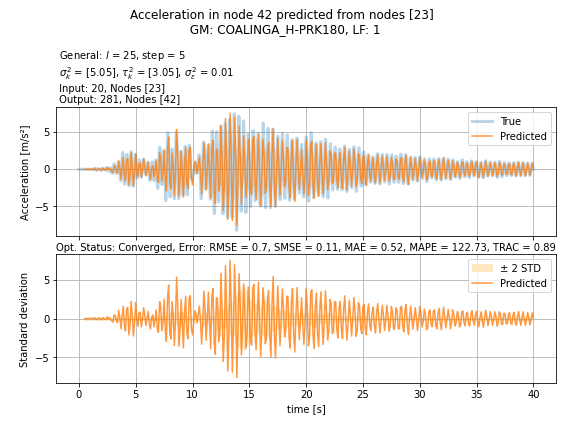 Acceleration in node 42 predicted from nodes [23]
GM: COALINGA_H-PRK180, LF: 1
General: l = 25, step = 5
σ²ₖ = [5.05], τ²ₖ = [3.05], σ²ε = 0.01
Input: 20, Nodes [23]
Output: 281, Nodes [42]
Acceleration [m/s²]
5
0
−5
True
Predicted
Opt. Status: Converged, Error: RMSE = 0.7, SMSE = 0.11, MAE = 0.52, MAPE = 122.73, TRAC = 0.89
Standard deviation
5
0
−5
± 2 STD
Predicted
0 5 10 15 20 25 30 35 40
time [s]